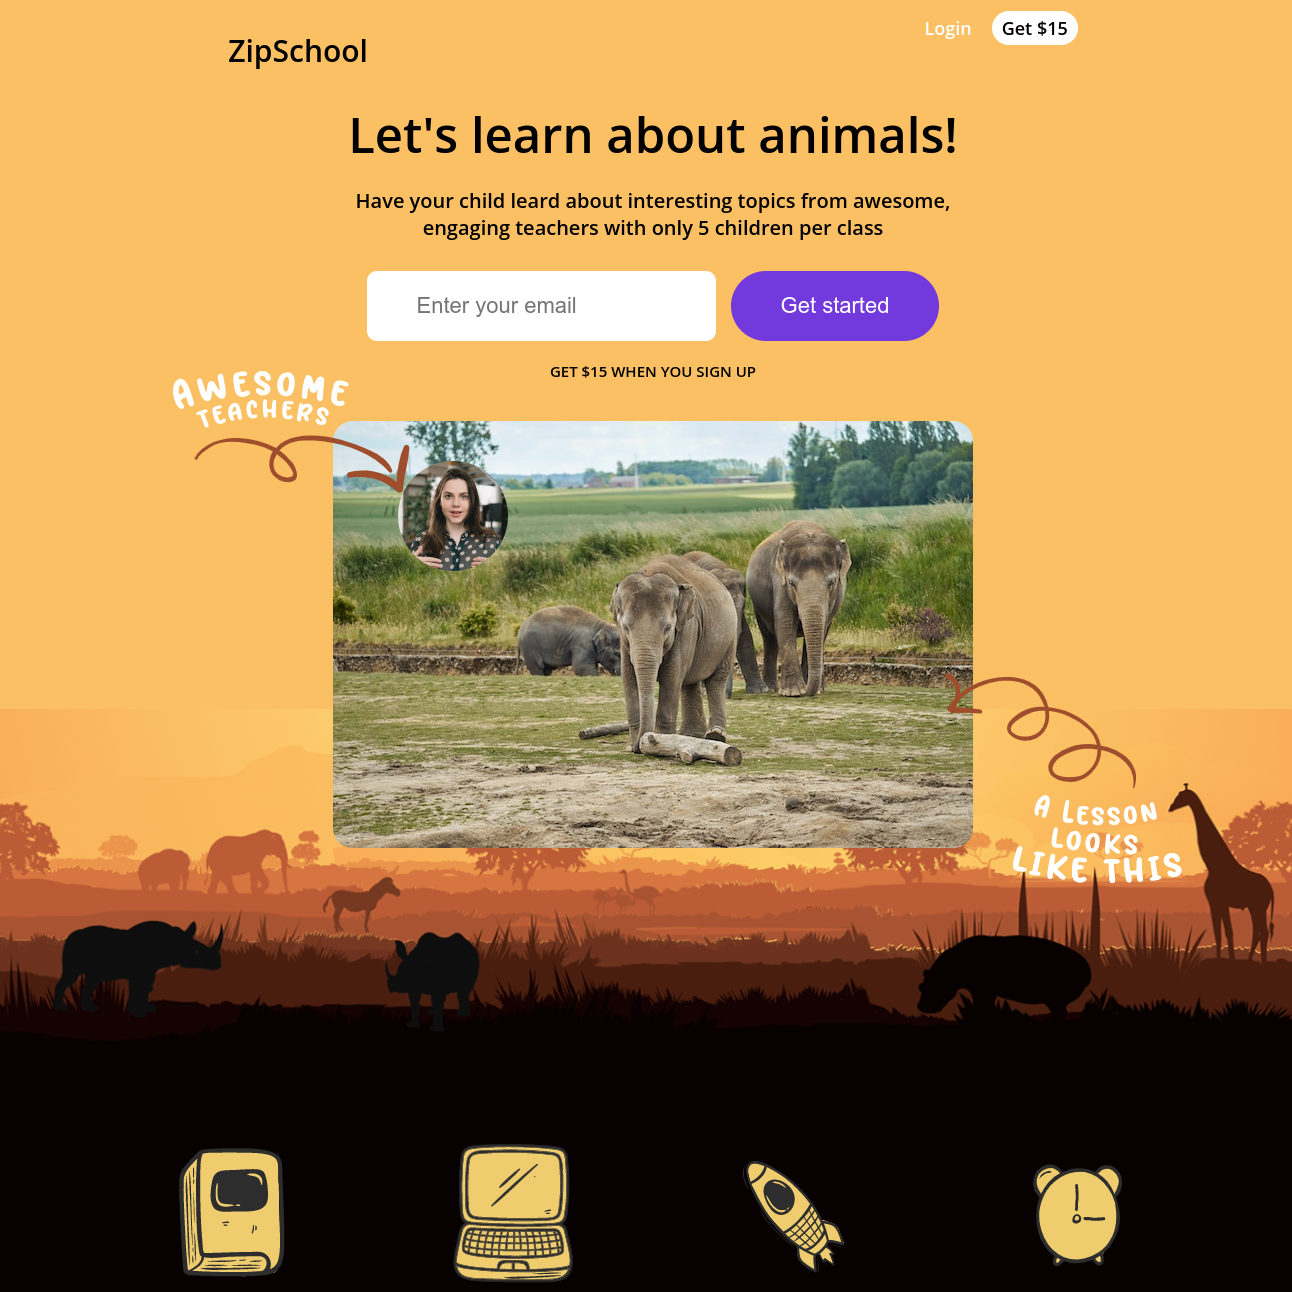 Login
Get $15
ZipSchool
Let's learn about animals!
Have your child leard about interesting topics from awesome,
engaging teachers with only 5 children per class
Enter your email
Get started
GET $15 WHEN YOU SIGN UP
AWESOME
TEACHERS
A LESSON
LOOKS
LIKE THIS